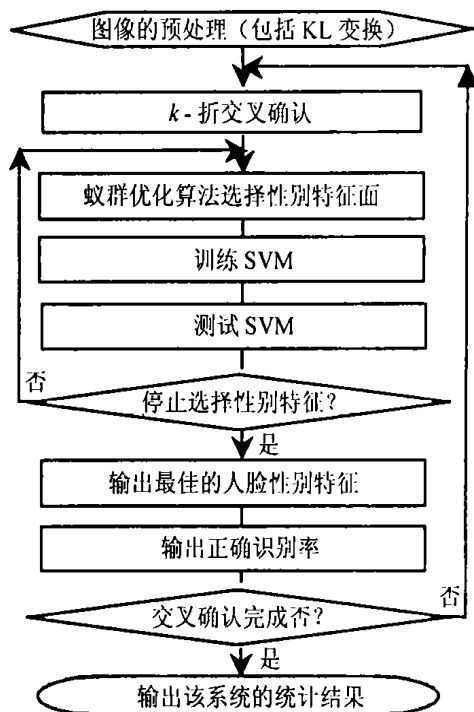 图像的预处理（包括 KL 变换）
k - 折交叉确认
蚁群优化算法选择性别特征面
训练 SVM
测试 SVM
否
停止选择性别特征？
是
输出最佳的人脸性别特征
输出正确识别率
否
交叉确认完成否？
是
输出该系统的统计结果